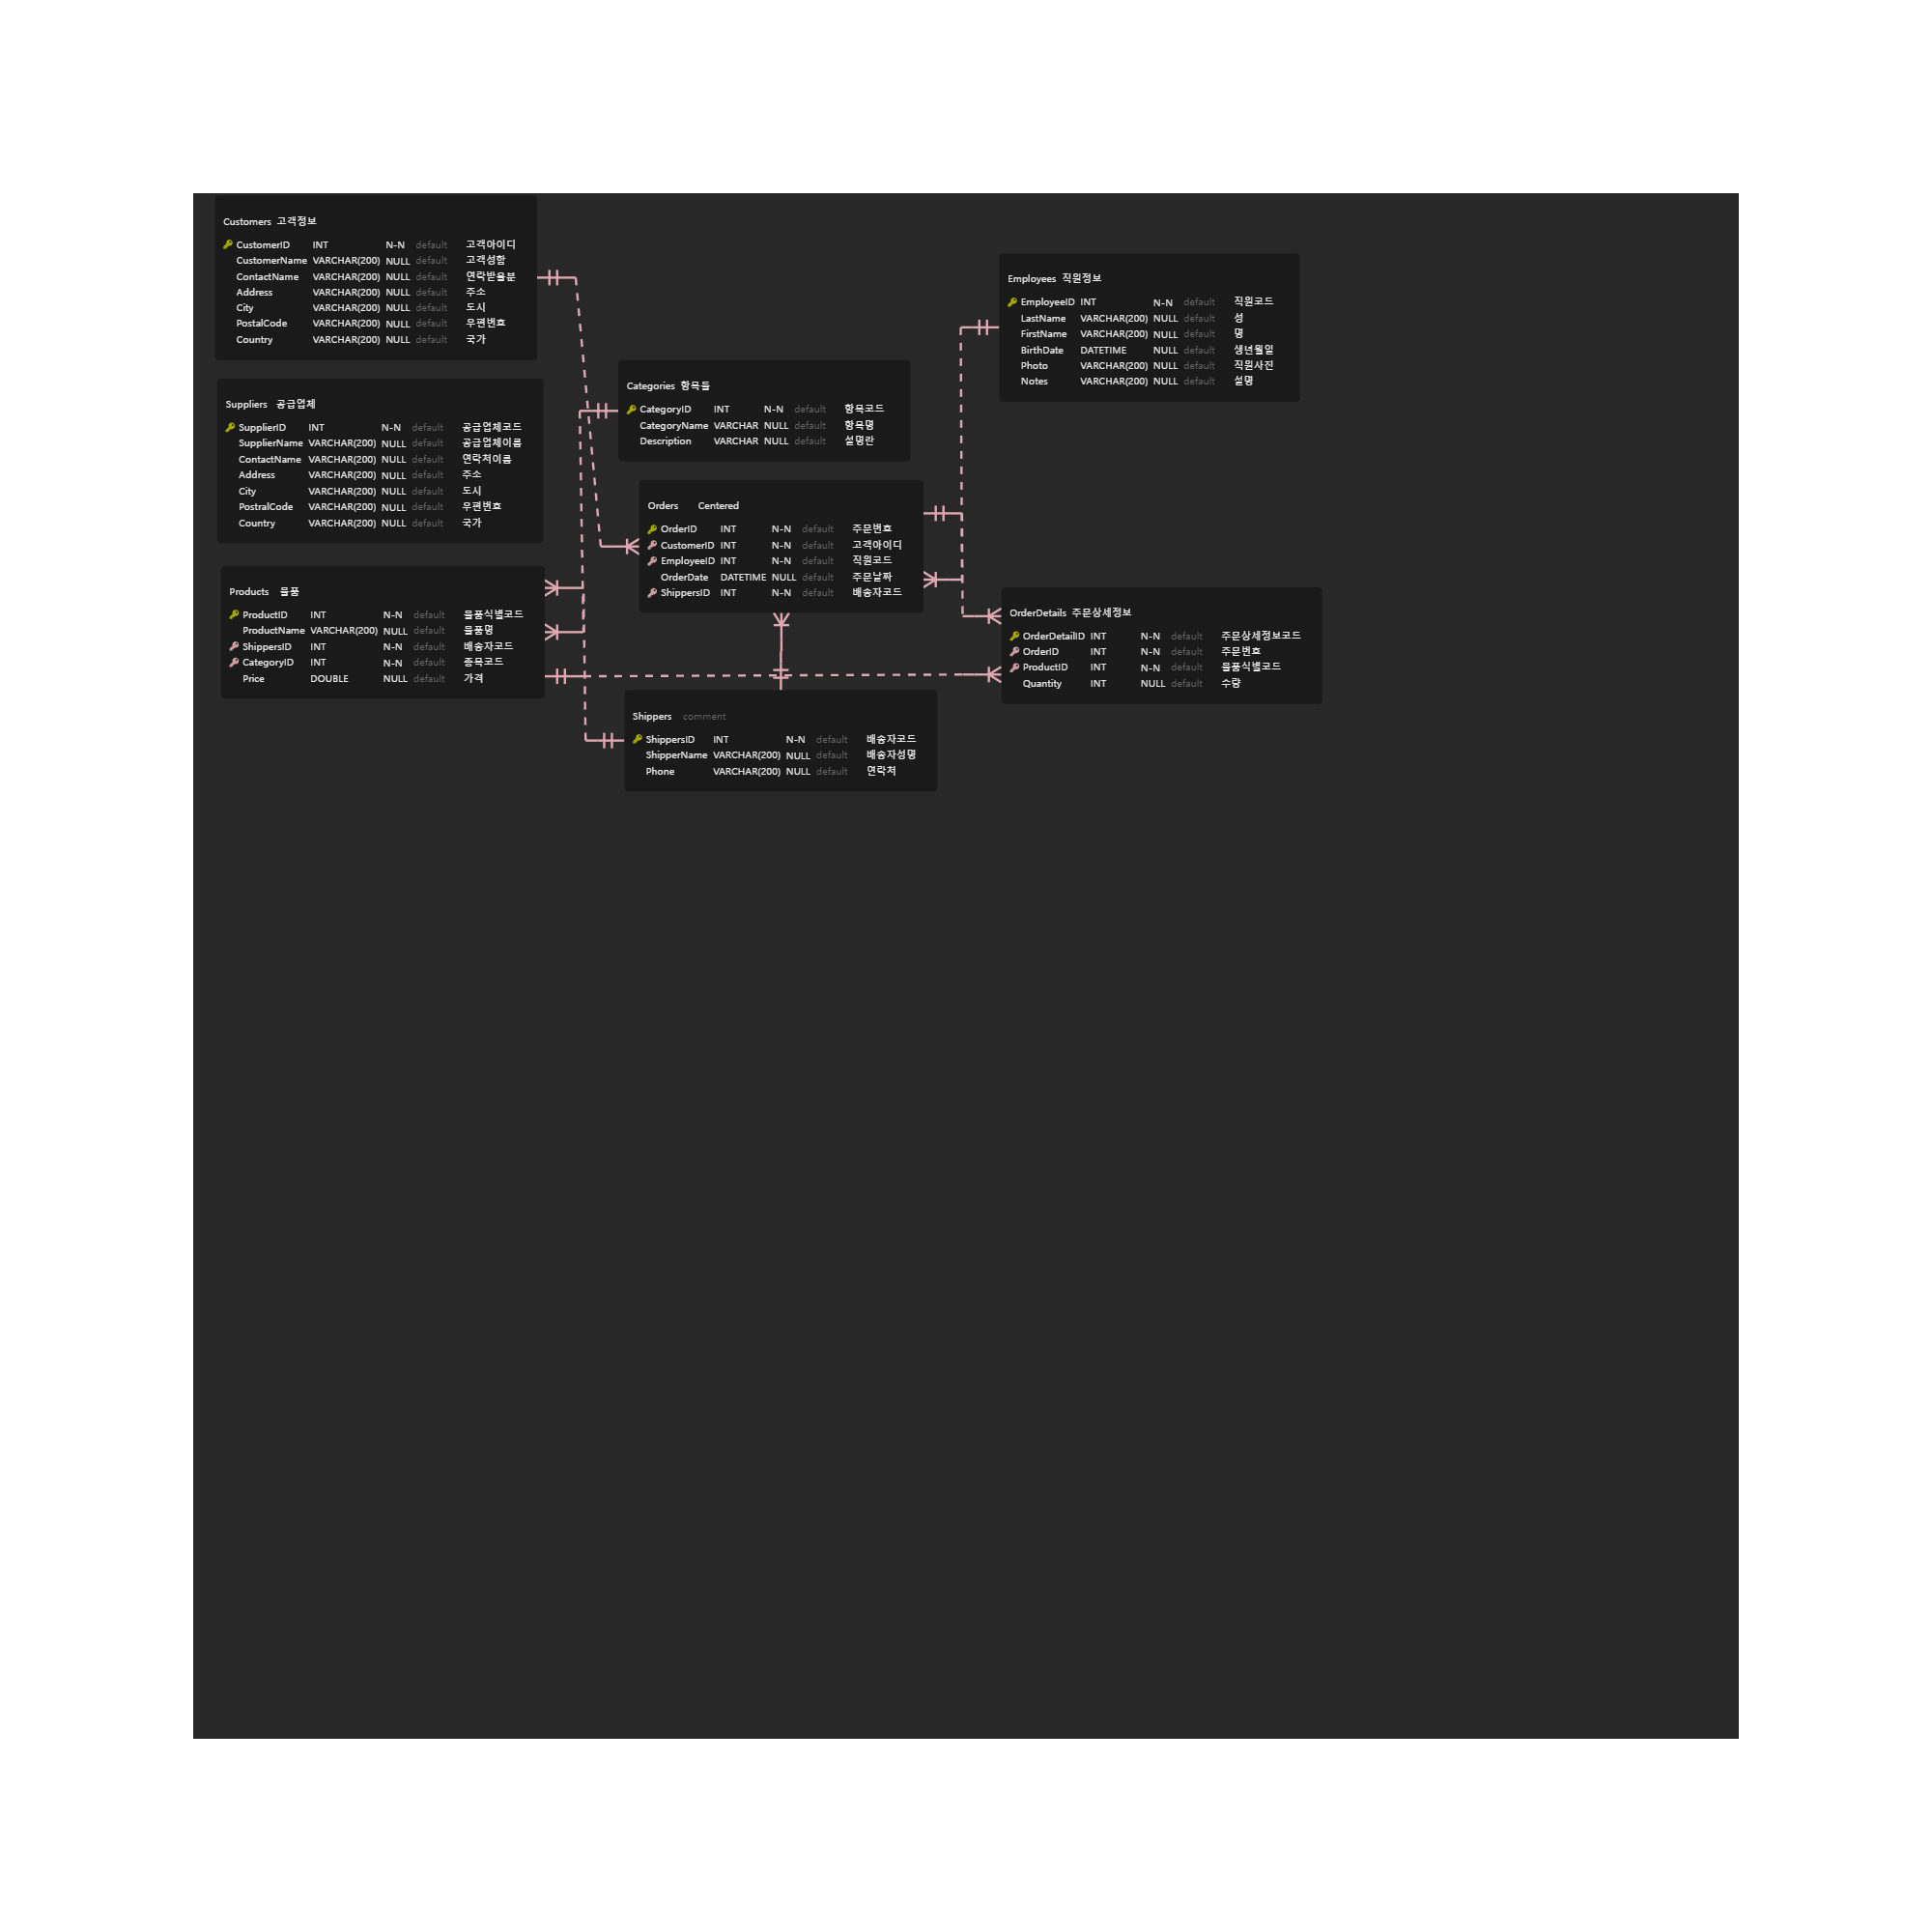 Customers 고객정보
CustomerID INT N-N default 고객아이디
CustomerName VARCHAR(200) NULL default 고객성함
ContactName VARCHAR(200) NULL default 연락받을분
Address VARCHAR(200) NULL default 주소
City VARCHAR(200) NULL default 도시
PostalCode VARCHAR(200) NULL default 우편번호
Country VARCHAR(200) NULL default 국가
Suppliers 공급업체
SupplierID INT N-N default 공급업체코드
SupplierName VARCHAR(200) NULL default 공급업체이름
ContactName VARCHAR(200) NULL default 연락처이름
Address VARCHAR(200) NULL default 주소
City VARCHAR(200) NULL default 도시
PostralCode VARCHAR(200) NULL default 우편번호
Country VARCHAR(200) NULL default 국가
Products 물품
ProductID INT N-N default 물품식별코드
ProductName VARCHAR(200) NULL default 물품명
ShippersID INT N-N default 배송자코드
CategoryID INT N-N default 종목코드
Price DOUBLE NULL default 가격
Categories 항목들
CategoryID INT N-N default 항목코드
CategoryName VARCHAR NULL default 항목명
Description VARCHAR NULL default 설명란
Orders Centered
OrderID INT N-N default 주문번호
CustomerID INT N-N default 고객아이디
EmployeeID INT N-N default 직원코드
OrderDate DATETIME NULL default 주문날짜
ShippersID INT N-N default 배송자코드
Shippers comment
ShippersID INT N-N default 배송자코드
ShipperName VARCHAR(200) NULL default 배송자성명
Phone VARCHAR(200) NULL default 연락처
Employees 직원정보
EmployeeID INT N-N default 직원코드
LastName VARCHAR(200) NULL default 성
FirstName VARCHAR(200) NULL default 명
BirthDate DATETIME NULL default 생년월일
Photo VARCHAR(200) NULL default 직원사진
Notes VARCHAR(200) NULL default 설명
OrderDetails 주문상세정보
OrderDetailID INT N-N default 주문상세정보코드
OrderID INT N-N default 주문번호
ProductID INT N-N default 물품식별코드
Quantity INT NULL default 수량